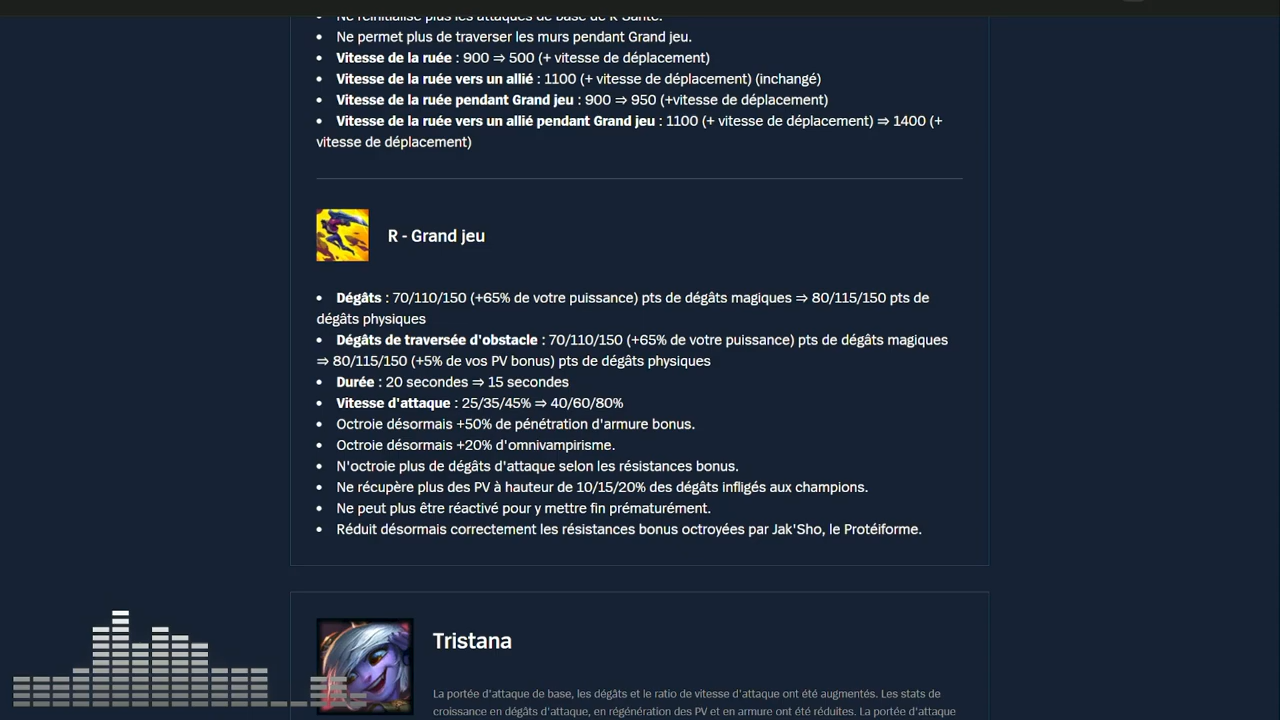 Ne réinitialise plus les attaques de base de K'Santé.
• Ne permet plus de traverser les murs pendant Grand jeu.
• Vitesse de la ruée : 900 ⇒ 500 (+ vitesse de déplacement)
• Vitesse de la ruée vers un allié : 1100 (+ vitesse de déplacement) (inchangé)
• Vitesse de la ruée pendant Grand jeu : 900 ⇒ 950 (+vitesse de déplacement)
• Vitesse de la ruée vers un allié pendant Grand jeu : 1100 (+ vitesse de déplacement) ⇒ 1400 (+
vitesse de déplacement)
R - Grand jeu
• Dégâts : 70/110/150 (+65% de votre puissance) pts de dégâts magiques ⇒ 80/115/150 pts de
dégâts physiques
• Dégâts de traversée d'obstacle : 70/110/150 (+65% de votre puissance) pts de dégâts magiques
⇒ 80/115/150 (+5% de vos PV bonus) pts de dégâts physiques
• Durée : 20 secondes ⇒ 15 secondes
• Vitesse d'attaque : 25/35/45% ⇒ 40/60/80%
• Octroie désormais +50% de pénétration d'armure bonus.
• Octroie désormais +20% d'omnivampirisme.
• N'octroie plus de dégâts d'attaque selon les résistances bonus.
• Ne récupère plus des PV à hauteur de 10/15/20% des dégâts infligés aux champions.
• Ne peut plus être réactivé pour y mettre fin prématurément.
• Réduit désormais correctement les résistances bonus octroyées par Jak'Sho, le Protéiforme.
Tristana
La portée d'attaque de base, les dégâts et le ratio de vitesse d'attaque ont été augmentés. Les stats de
croissance en dégâts d'attaque, en régénération des PV et en armure ont été réduites. La portée d'attaque